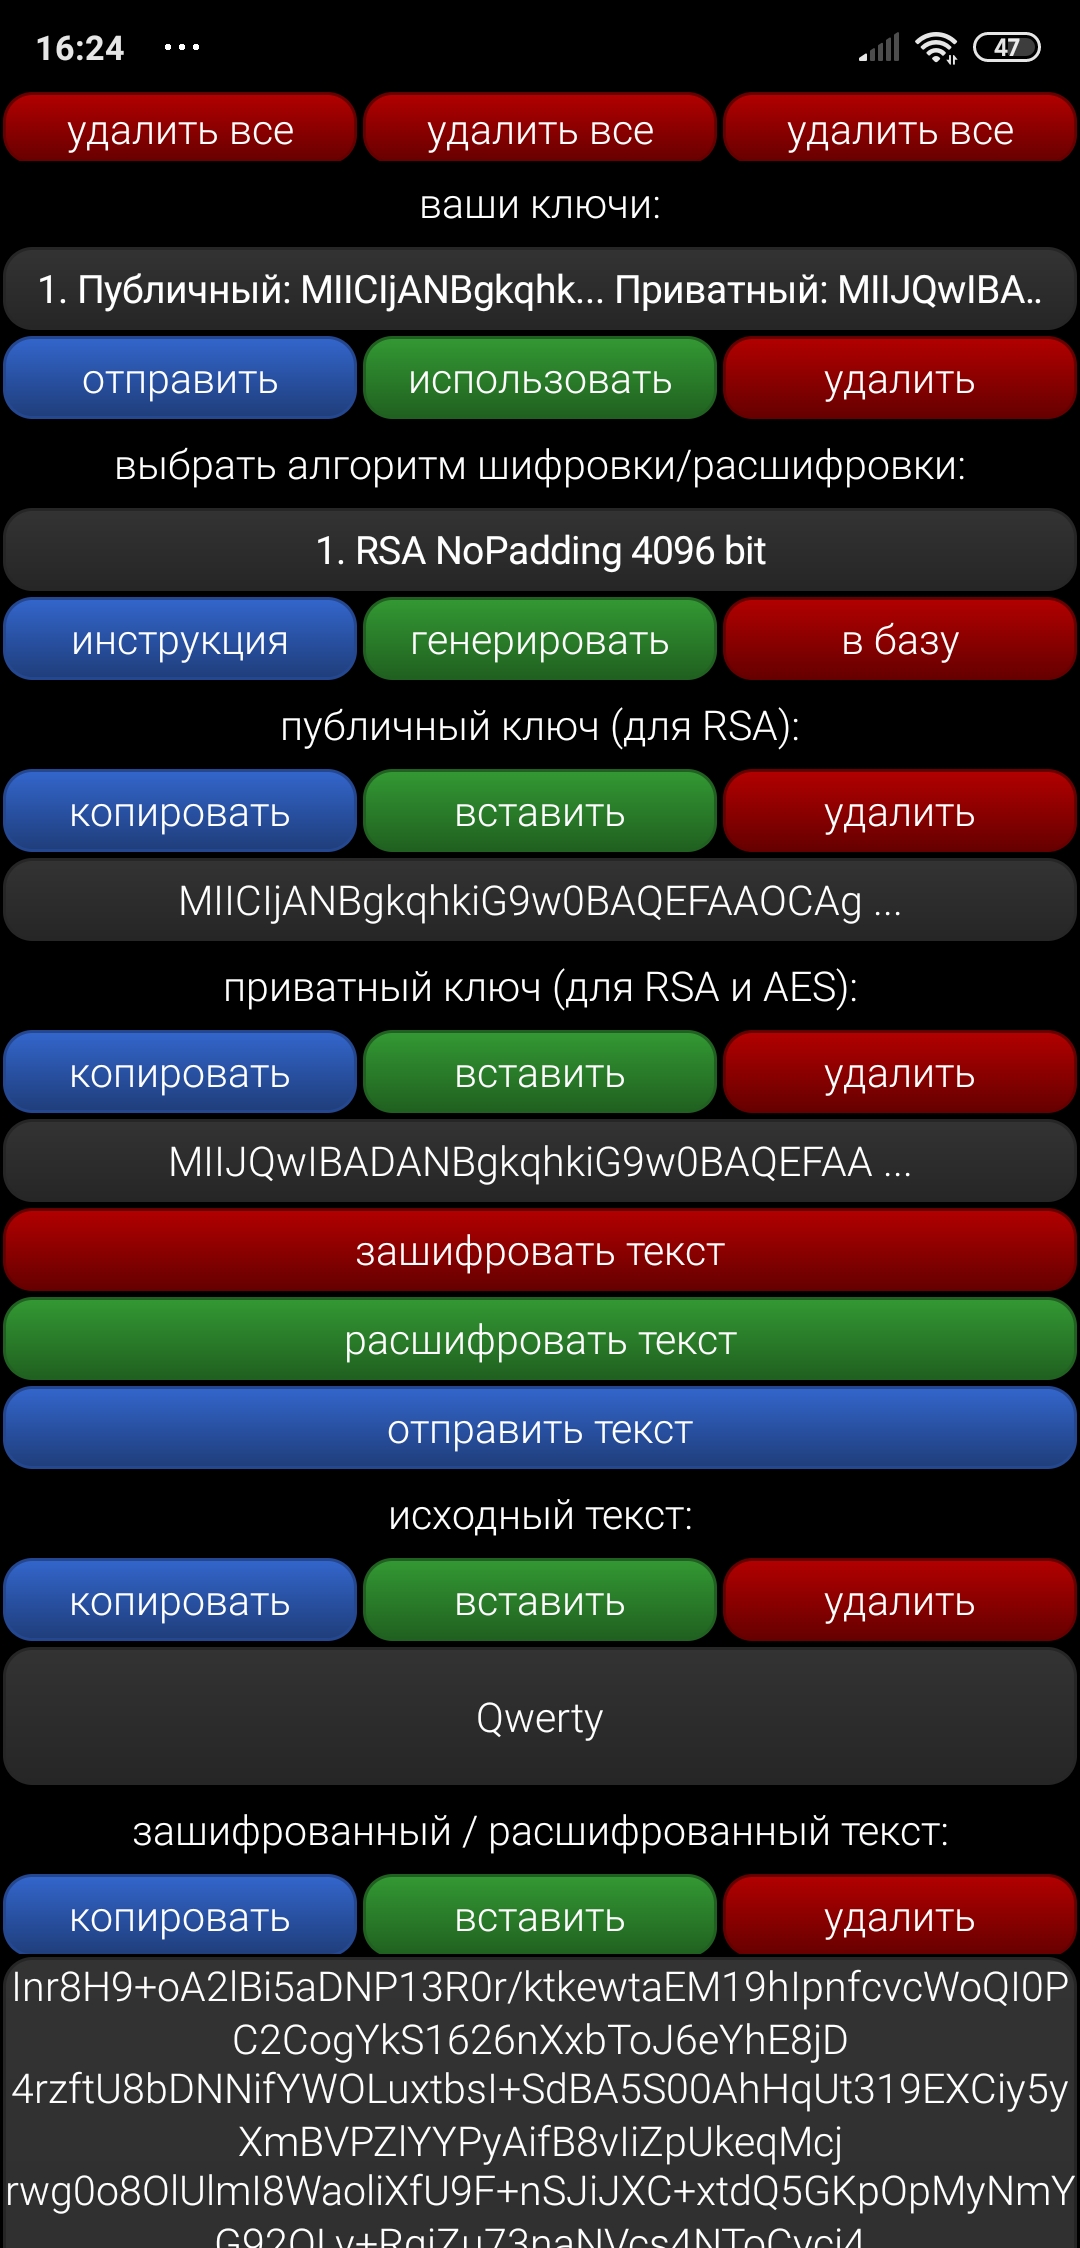 16:24 ... 47
удалить все удалить все удалить все
ваши ключи:
1. Публичный: MIICIjANBgkqhk... Приватный: MIIJQwIBA..
отправить использовать удалить
выбрать алгоритм шифровки/расшифровки:
1. RSA NoPadding 4096 bit
инструкция генерировать в базу
публичный ключ (для RSA):
копировать вставить удалить
MIICIjANBgkqhkiG9w0BAQEFAAOCAg ...
приватный ключ (для RSA и AES):
копировать вставить удалить
MIIJQwIBADANBgkqhkiG9w0BAQEFAA ...
зашифровать текст
расшифровать текст
отправить текст
исходный текст:
копировать вставить удалить
Qwerty
зашифрованный / расшифрованный текст:
копировать вставить удалить
Inr8H9+oA2lBi5aDNP13R0r/ktkewtaEM19hIpnfcvcWoQI0P
C2CogYkS1626nXxbToJ6eYhE8jD
4rzftU8bDNNifYWOLuxtbsI+SdBA5S00AhHqUt319EXCiy5y
XmBVPZlYYPyAifB8vIiZpUkeqMcj
rwg0o8OlUlmI8WaoliXfU9F+nSJiJXC+xtdQ5GKpOpMyNmY